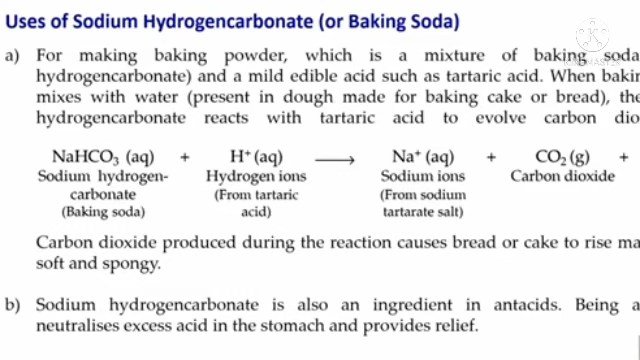 Uses of Sodium Hydrogencarbonate (or Baking Soda)
a) For making baking powder, which is a mixture of baking soda
hydrogencarbonate) and a mild edible acid such as tartaric acid. When bakin
mixes with water (present in dough made for baking cake or bread), the
hydrogencarbonate reacts with tartaric acid to evolve carbon dio
NaHCO₃ (aq) + H⁺ (aq) ⟶ Na⁺ (aq) + CO₂ (g) +
Sodium hydrogen- Hydrogen ions Sodium ions Carbon dioxide
carbonate (From tartaric (From sodium
(Baking soda) acid) tartarate salt)
Carbon dioxide produced during the reaction causes bread or cake to rise ma
soft and spongy.
b) Sodium hydrogencarbonate is also an ingredient in antacids. Being a
neutralises excess acid in the stomach and provides relief.